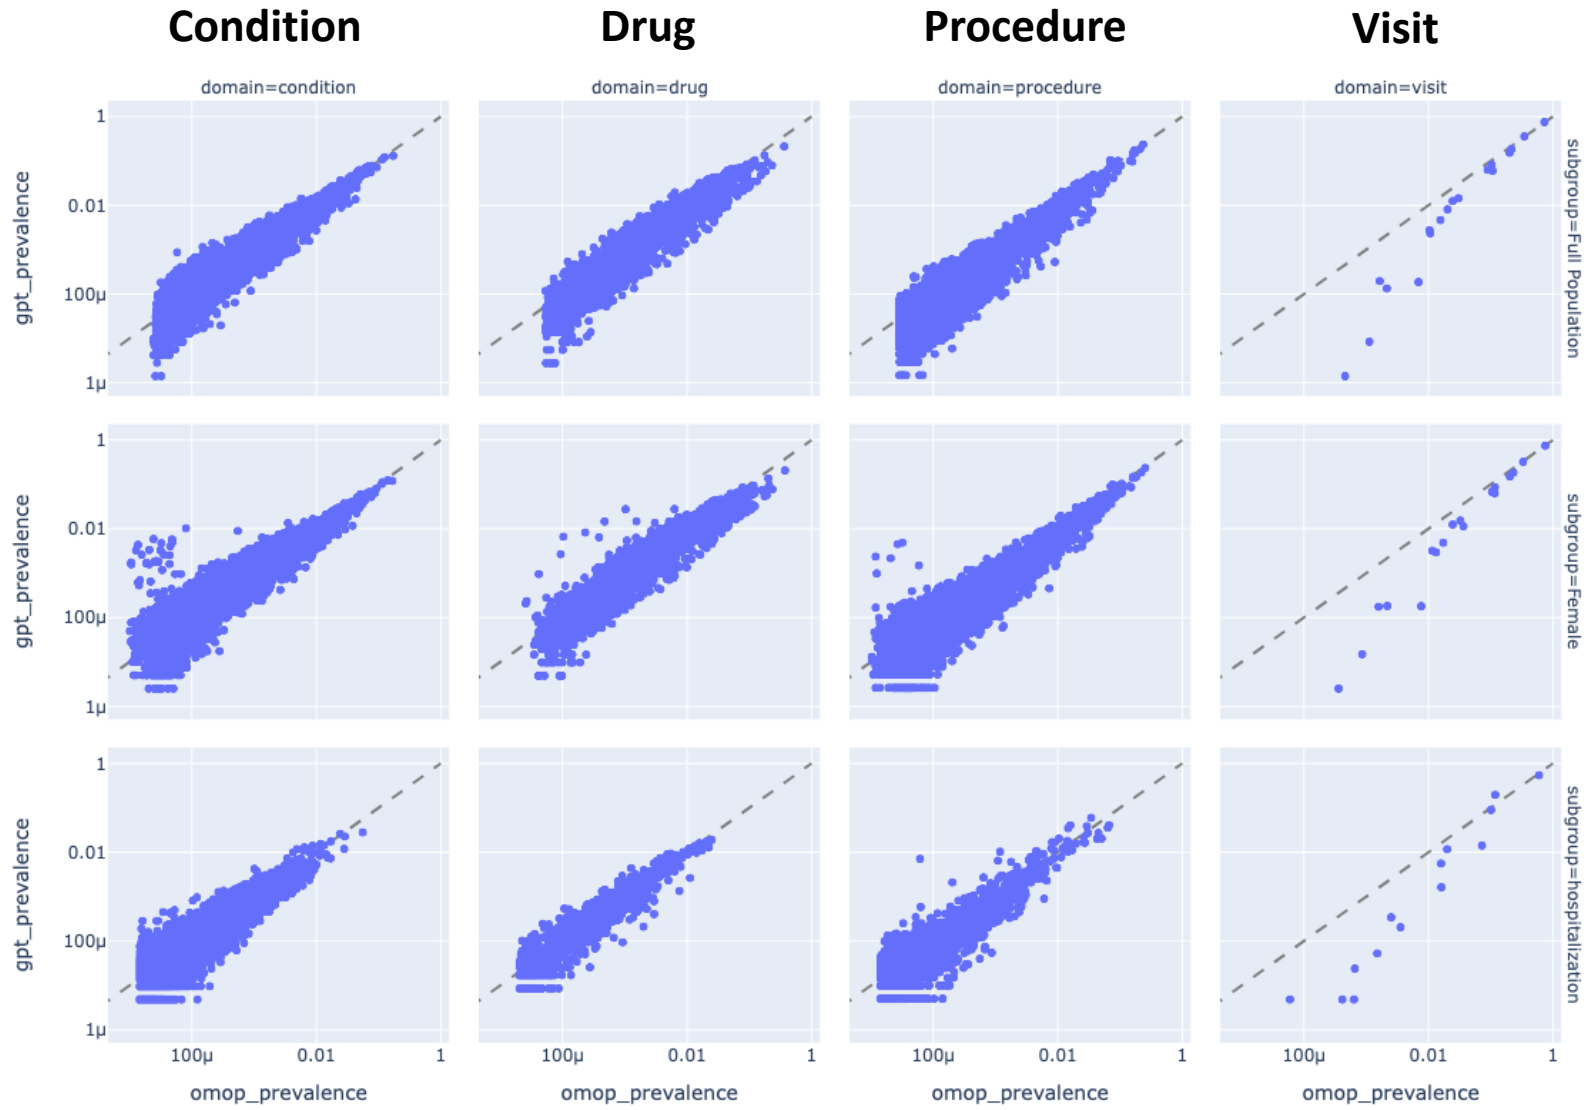 Condition Drug Procedure Visit
domain=condition domain=drug domain=procedure domain=visit
1
0.01
100µ
1µ
gpt_prevalence
subgroup=Full Population
1
0.01
100µ
1µ
gpt_prevalence
subgroup=Female
1
0.01
100µ
1µ
gpt_prevalence
subgroup=hospitalization
100µ 0.01 1 100µ 0.01 1 100µ 0.01 1 100µ 0.01 1
omop_prevalence omop_prevalence omop_prevalence omop_prevalence